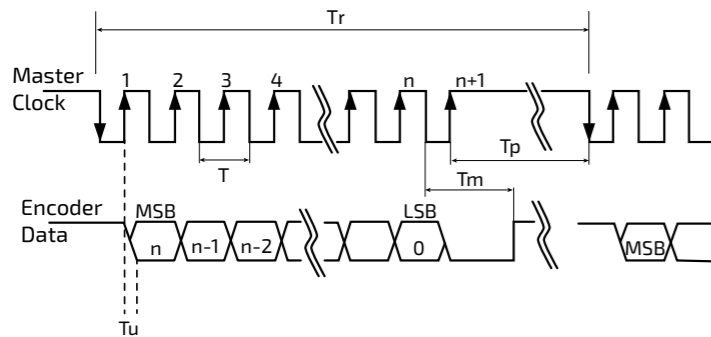 Tr
Master
Clock
1 2 3 4 n n+1
T
Tp
Tm
Encoder
Data
MSB LSB
n n-1 n-2 0 MSB
Tu